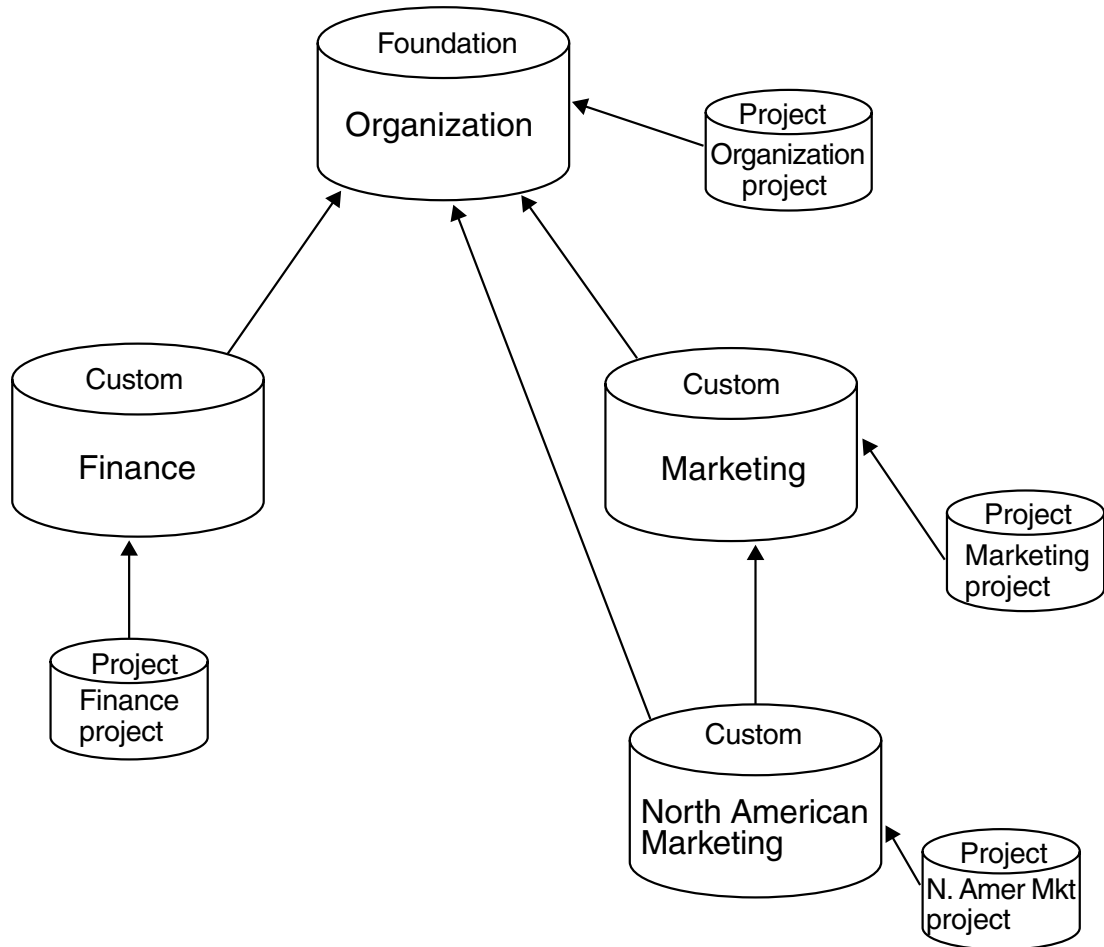 Foundation
Organization
Project
Organization
project
Custom
Finance
Custom
Marketing
Project
Marketing
project
Project
Finance
project
Custom
North American
Marketing
Project
N. Amer Mkt
project